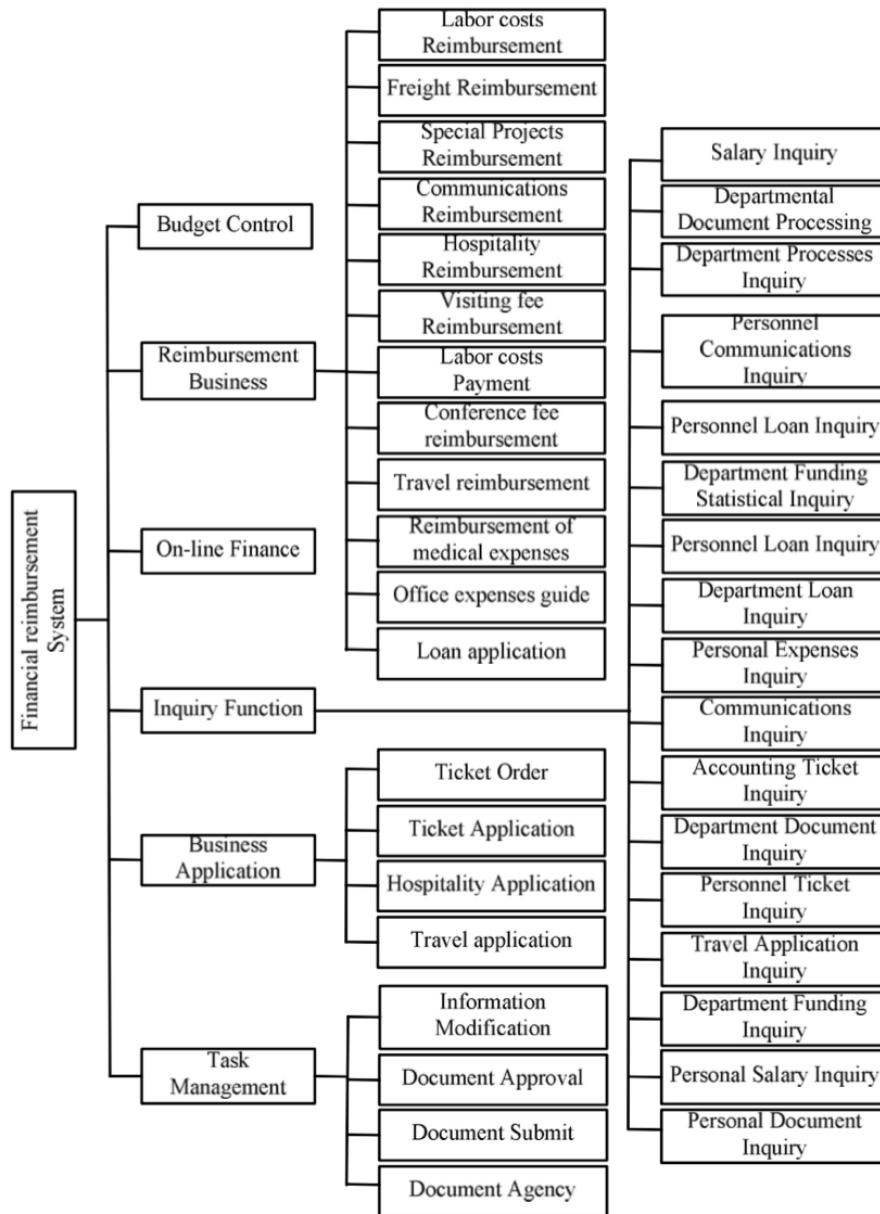 Financial reimbursement
System
Budget Control
Reimbursement
Business
On-line Finance
Inquiry Function
Business
Application
Task
Management
Labor costs
Reimbursement
Freight Reimbursement
Special Projects
Reimbursement
Communications
Reimbursement
Hospitality
Reimbursement
Visiting fee
Reimbursement
Labor costs
Payment
Conference fee
reimbursement
Travel reimbursement
Reimbursement of
medical expenses
Office expenses guide
Loan application
Ticket Order
Ticket Application
Hospitality Application
Travel application
Information
Modification
Document Approval
Document Submit
Document Agency
Salary Inquiry
Departmental
Document Processing
Department Processes
Inquiry
Personnel
Communications
Inquiry
Personnel Loan Inquiry
Department Funding
Statistical Inquiry
Personnel Loan Inquiry
Department Loan
Inquiry
Personal Expenses
Inquiry
Communications
Inquiry
Accounting Ticket
Inquiry
Department Document
Inquiry
Personnel Ticket
Inquiry
Travel Application
Inquiry
Department Funding
Inquiry
Personal Salary Inquiry
Personal Document
Inquiry